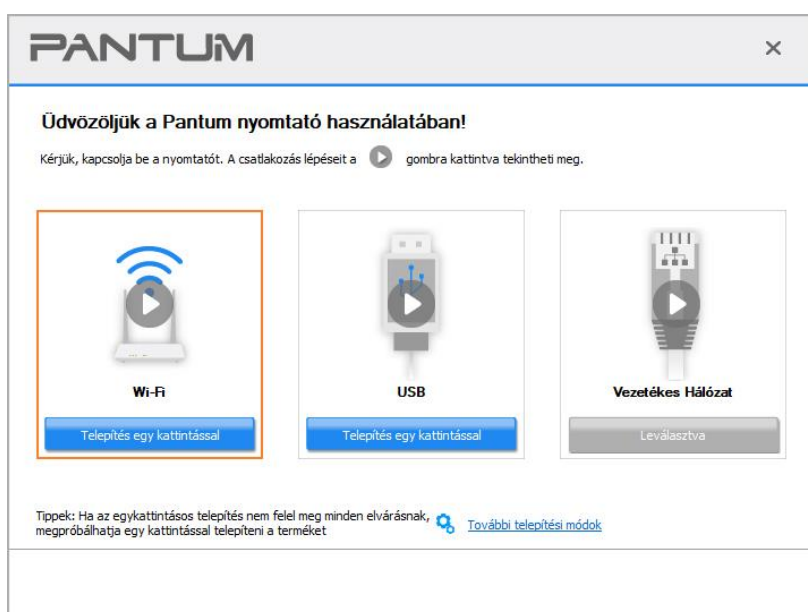 PANTUM
Üdvözöljük a Pantum nyomtató használatában!
Kérjük, kapcsolja be a nyomtatót. A csatlakozás lépéseit a gombra kattintva tekintheti meg.
Wi-Fi
USB
Vezetékes Hálózat
Telepítés egy kattintással
Telepítés egy kattintással
Leválasztva
Tippek: Ha az egykattintásos telepítés nem felel meg minden elvárásnak,
megpróbálhatja egy kattintással telepíteni a terméket
További telepítési módok